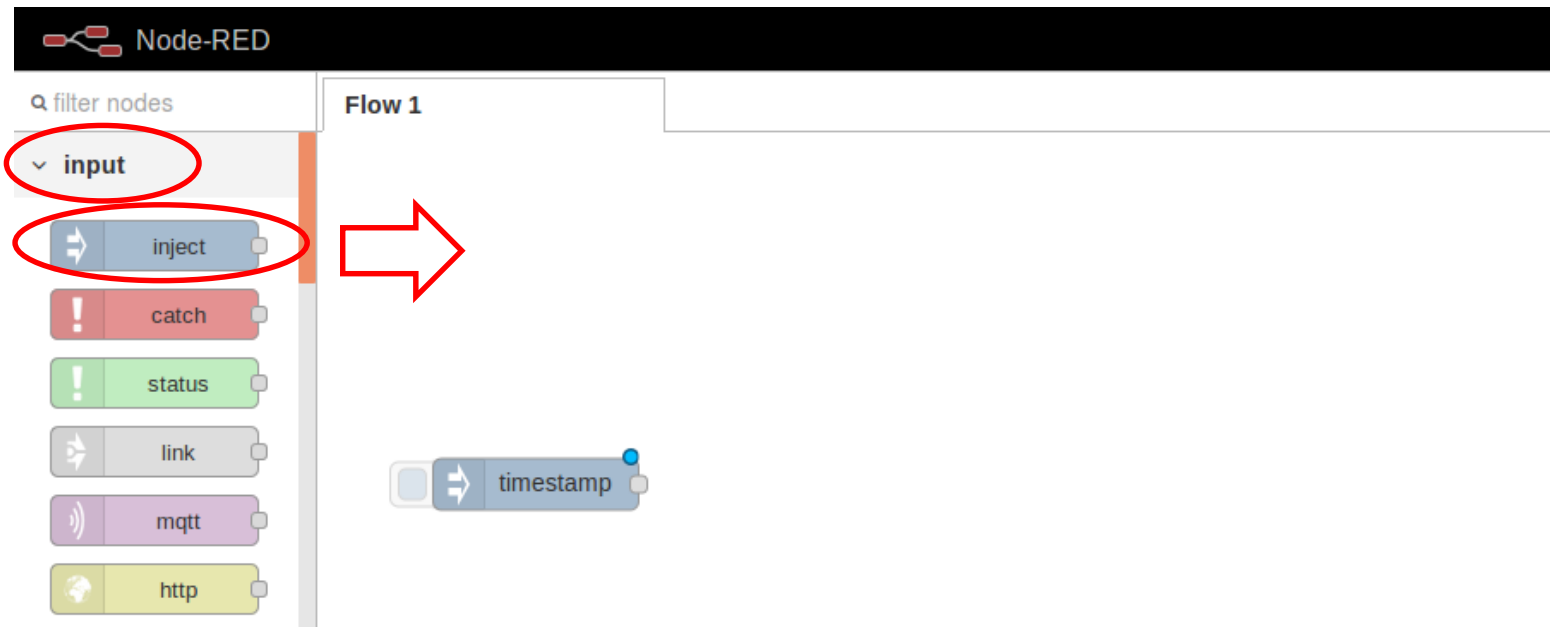 Node-RED
filter nodes
Flow 1
input
inject
catch
status
link
timestamp
mqtt
http